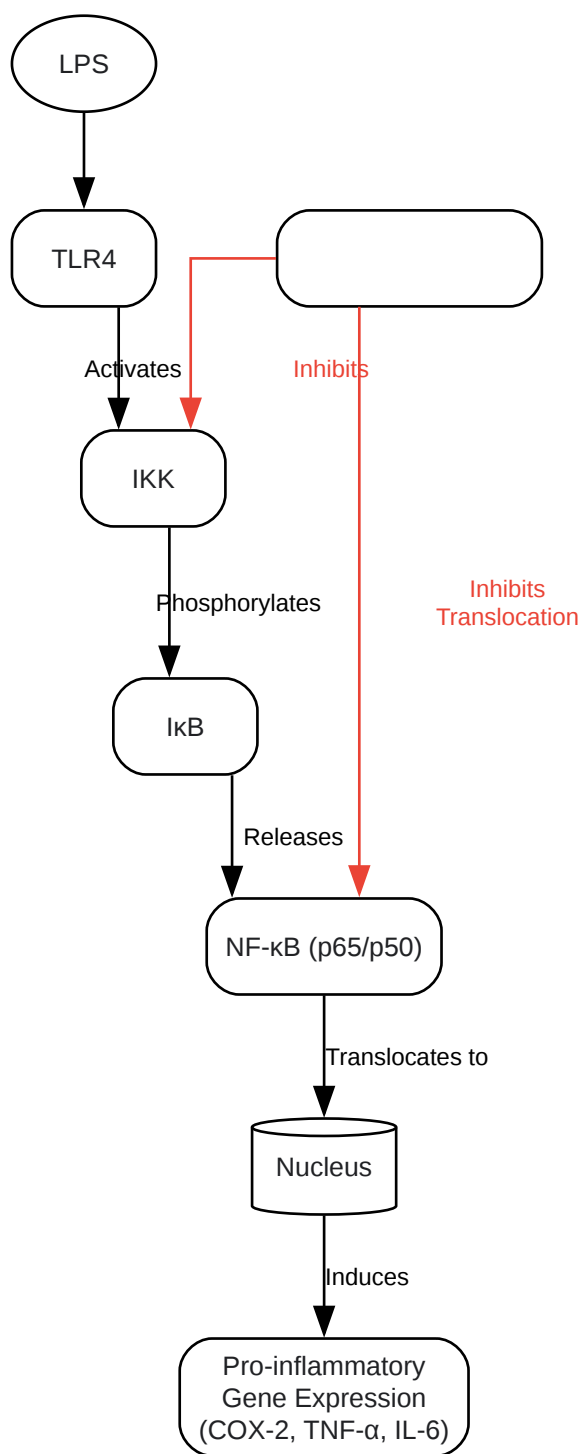 LPS
TLR4
Activates
Inhibits
IKK
Phosphorylates
Inhibits
Translocation
IκB
Releases
NF-κB (p65/p50)
Translocates to
Nucleus
Induces
Pro-inflammatory
Gene Expression
(COX-2, TNF-α, IL-6)